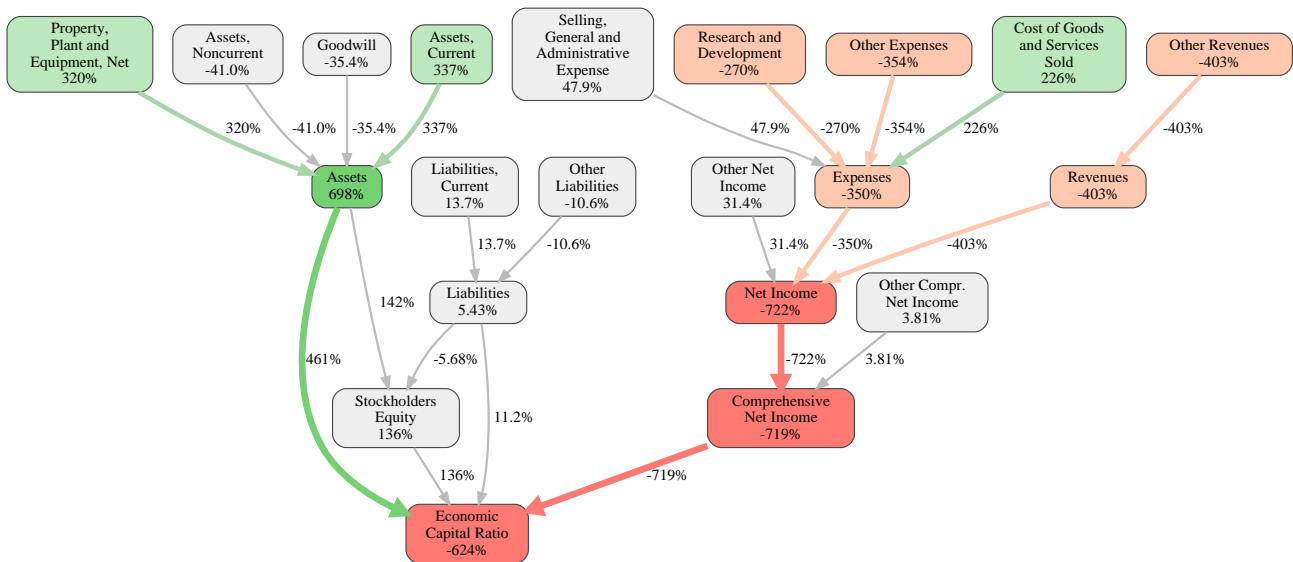 Property,
Plant and
Equipment, Net
320%
Assets,
Noncurrent
-41.0%
Goodwill
-35.4%
Assets,
Current
337%
Selling,
General and
Administrative
Expense
47.9%
Research and
Development
-270%
Other Expenses
-354%
Cost of Goods
and Services
Sold
226%
Other Revenues
-403%
320%
-41.0%
-35.4%
337%
47.9%
-270%
-354%
226%
-403%
Assets
698%
Liabilities,
Current
13.7%
Other
Liabilities
-10.6%
Other Net
Income
31.4%
Expenses
-350%
Revenues
-403%
13.7%
-10.6%
31.4%
-350%
-403%
142%
Liabilities
5.43%
Net Income
-722%
Other Compr.
Net Income
3.81%
461%
-5.68%
11.2%
-722%
3.81%
Stockholders
Equity
136%
Comprehensive
Net Income
-719%
136%
-719%
Economic
Capital Ratio
-624%